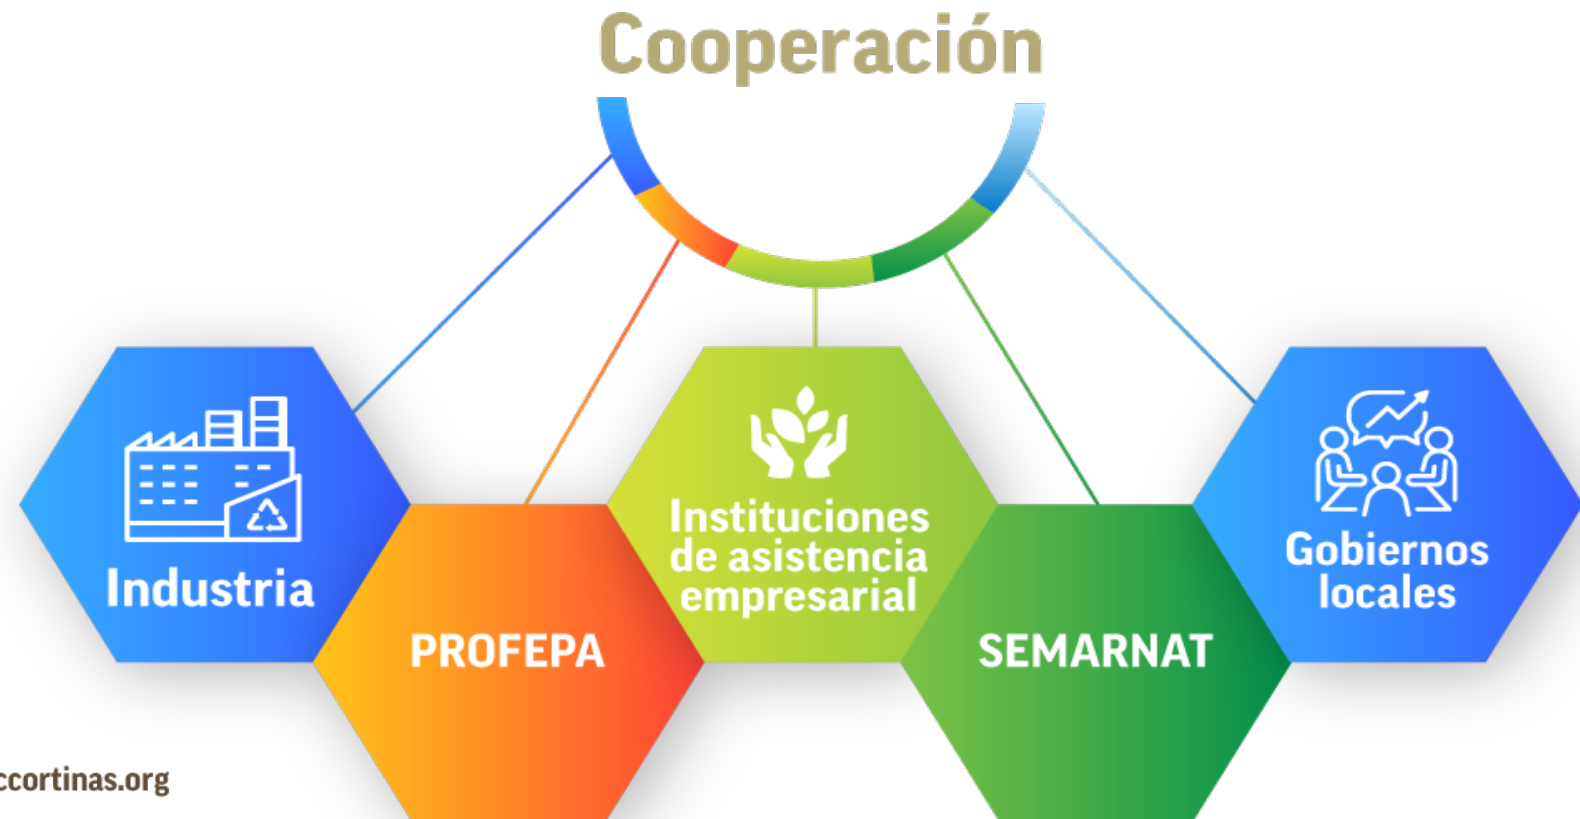 Cooperación
Industria
PROFEPA
Instituciones
de asistencia
empresarial
SEMARNAT
Gobiernos
locales
ccortinas.org